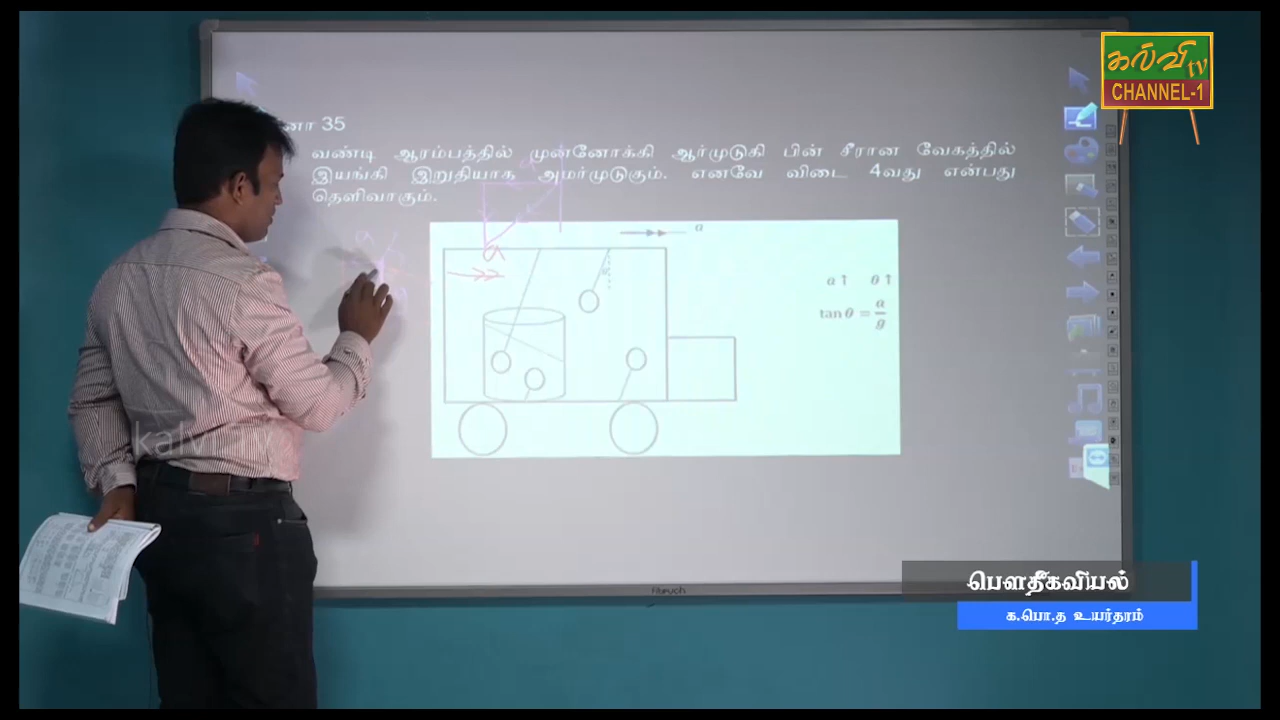 கல்வி tv
CHANNEL-1
35
வண்டி ஆரம்பத்தில் முன்னோக்கி ஆர்முடுகி பின் சீரான வேகத்தில்
இயங்கி இறுதியாக அமர்முடுகும். எனவே விடை 4வது என்பது
தெளிவாகும்.
a
a
a↑ θ↑
tan θ = a/g
kalvi
பௌதீகவியல்
க.பொ.த உயர்தரம்